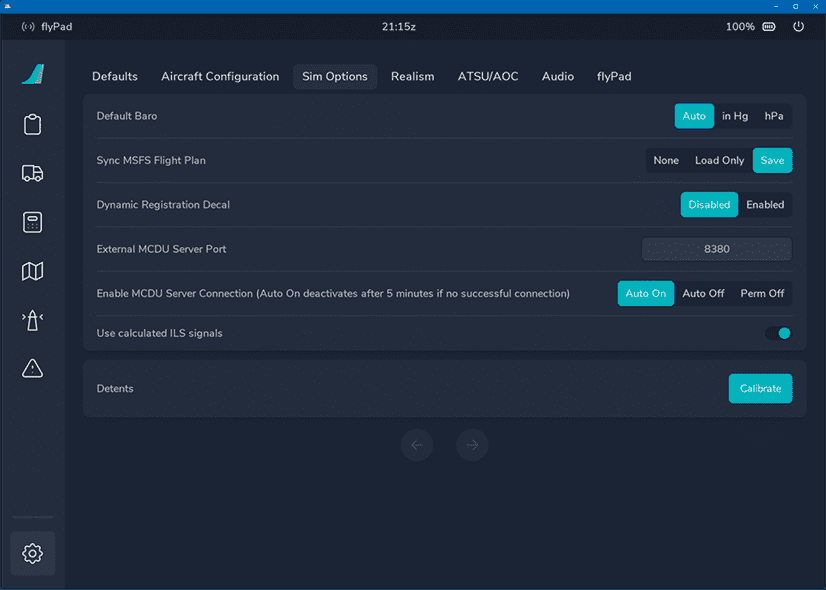 flyPad 21:15z 100%
Defaults Aircraft Configuration Sim Options Realism ATSU/AOC Audio flyPad
Default Baro Auto in Hg hPa
Sync MSFS Flight Plan None Load Only Save
Dynamic Registration Decal Disabled Enabled
External MCDU Server Port 8380
Enable MCDU Server Connection (Auto On deactivates after 5 minutes if no successful connection) Auto On Auto Off Perm Off
Use calculated ILS signals
Detents Calibrate